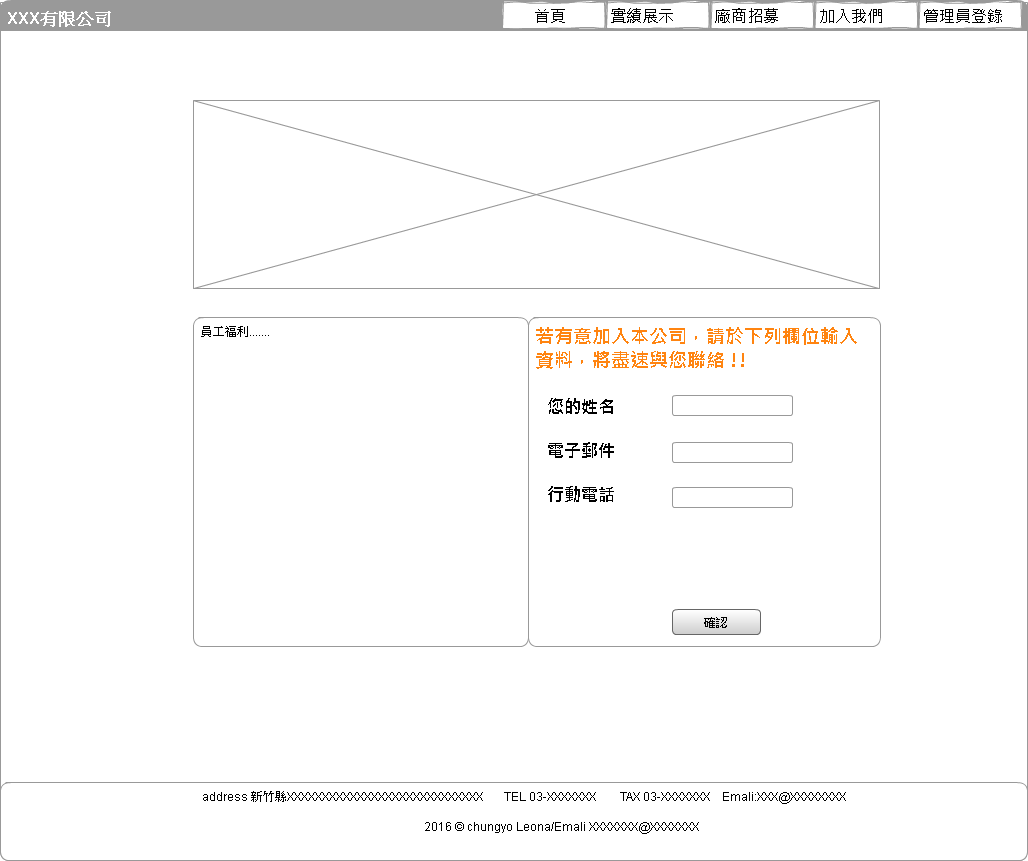 XXX有限公司
首頁
實績展示
廠商招募
加入我們
管理員登錄
員工福利.......
若有意加入本公司，請於下列欄位輸入
資料，將盡速與您聯絡 ! !
您的姓名
電子郵件
行動電話
確認
address 新竹縣XXXXXXXXXXXXXXXXXXXXXXXXXXXX TEL 03-XXXXXXX TAX 03-XXXXXXX Emali:XXX@XXXXXXXX
2016 © chungyo Leona/Emali XXXXXXX@XXXXXXX